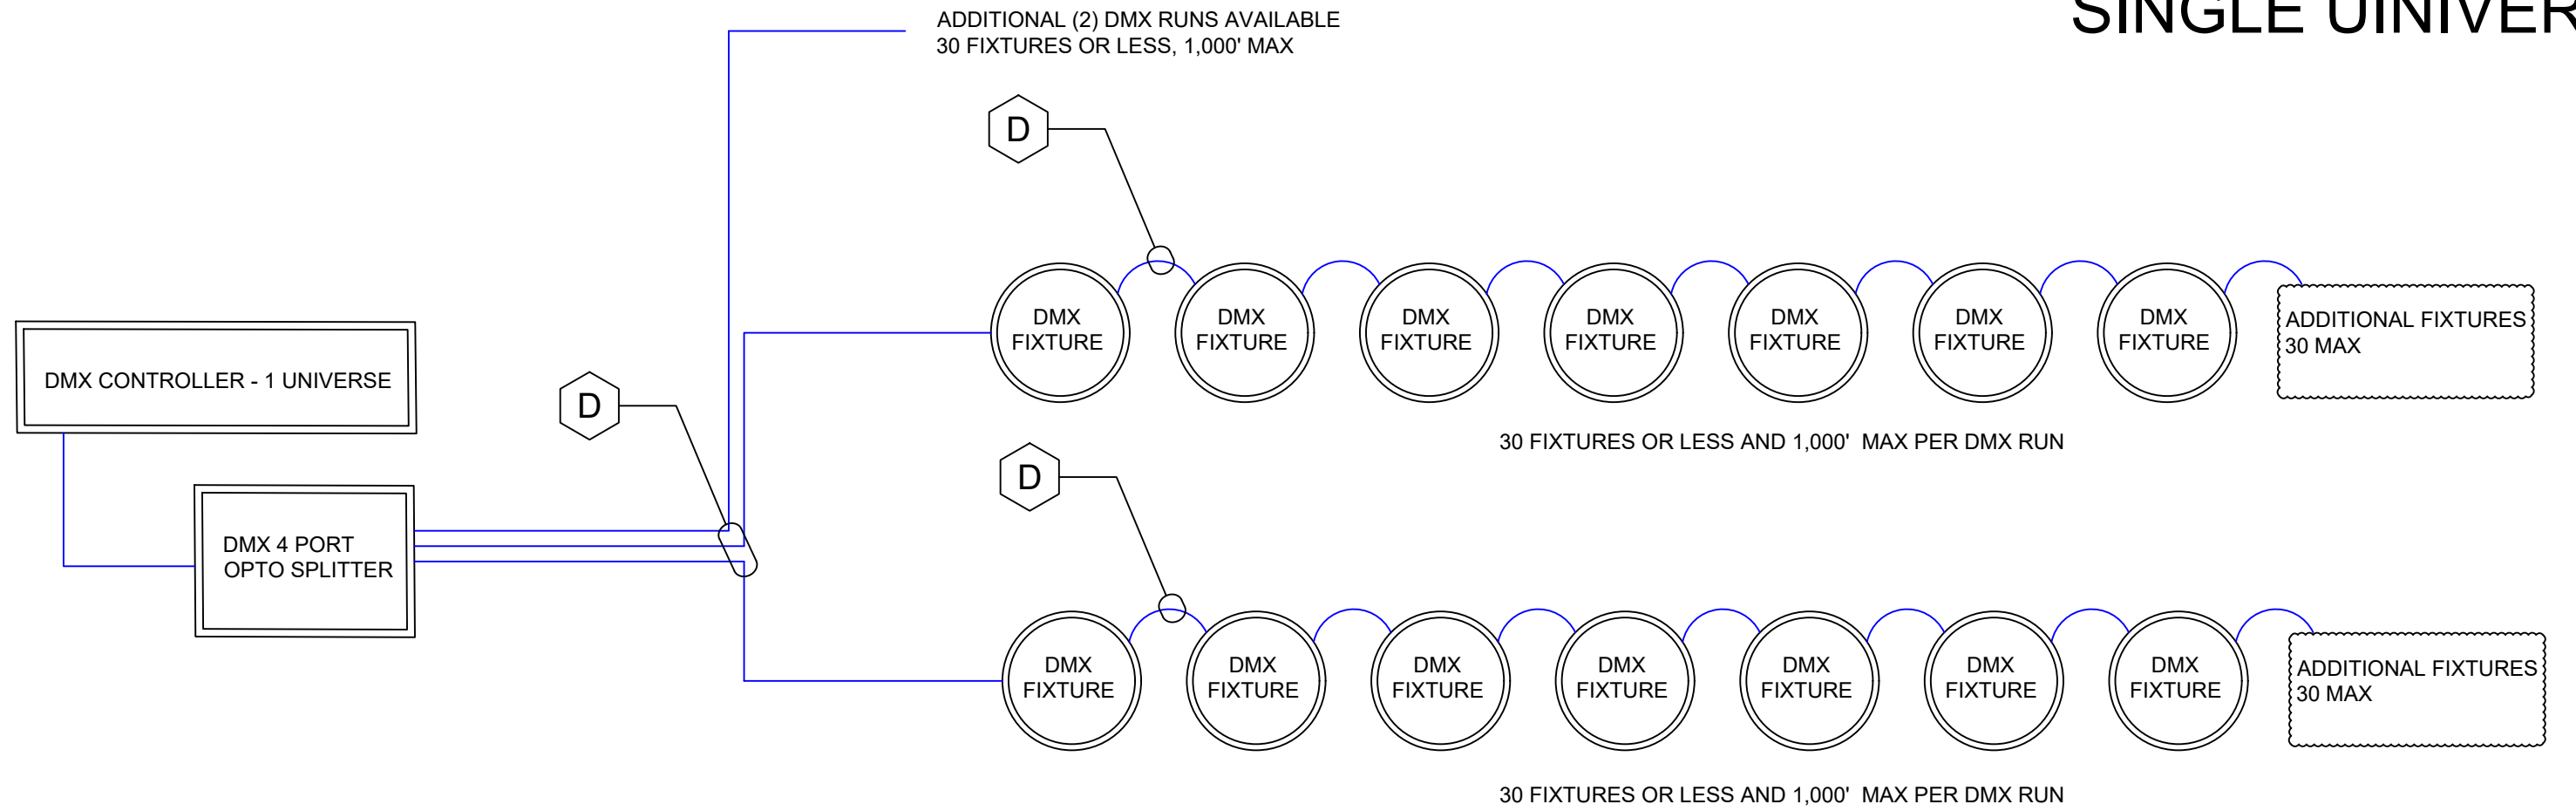 SINGLE UINIVER
ADDITIONAL (2) DMX RUNS AVAILABLE
30 FIXTURES OR LESS, 1,000' MAX
D
DMX
FIXTURE
DMX
FIXTURE
DMX
FIXTURE
DMX
FIXTURE
DMX
FIXTURE
DMX
FIXTURE
DMX
FIXTURE
ADDITIONAL FIXTURES
30 MAX
DMX CONTROLLER - 1 UNIVERSE
D
30 FIXTURES OR LESS AND 1,000' MAX PER DMX RUN
D
DMX 4 PORT
OPTO SPLITTER
DMX
FIXTURE
DMX
FIXTURE
DMX
FIXTURE
DMX
FIXTURE
DMX
FIXTURE
DMX
FIXTURE
DMX
FIXTURE
ADDITIONAL FIXTURES
30 MAX
30 FIXTURES OR LESS AND 1,000' MAX PER DMX RUN